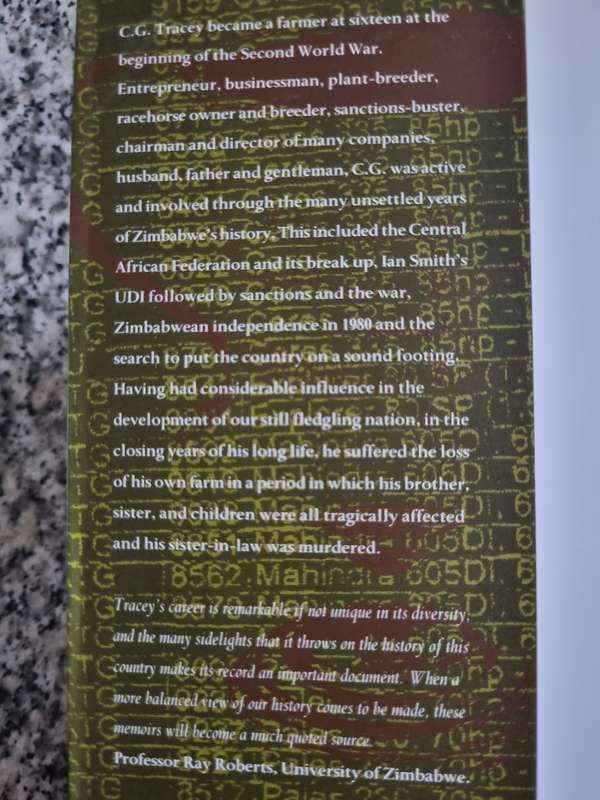 C.G. Tracey became a farmer at sixteen at the
beginning of the Second World War.
Entrepreneur, businessman, plant-breeder,
racehorse owner and breeder, sanctions-buster,
chairman and director of many companies,
husband, father and gentleman, C.G. was active
and involved through the many unsettled years
of Zimbabwe's history. This included the Central
African Federation and its break up, Ian Smith's
UDI followed by sanctions and the war,
Zimbabwean independence in 1980 and the
search to put the country on a sound footing.
Having had considerable influence in the
development of our still fledgling nation, in the
closing years of his long life, he suffered the loss
of his own farm in a period in which his brother,
sister, and children were all tragically affected
and his sister-in-law was murdered.
8562 Mahindra 605DI
Tracey's career is remarkable if not unique in its diversity,
and the many sidelights that it throws on the history of this
country makes its record an important document. When a
more balanced view of our history comes to be made, these
memoirs will become a much quoted source.
Professor Ray Roberts, University of Zimbabwe.